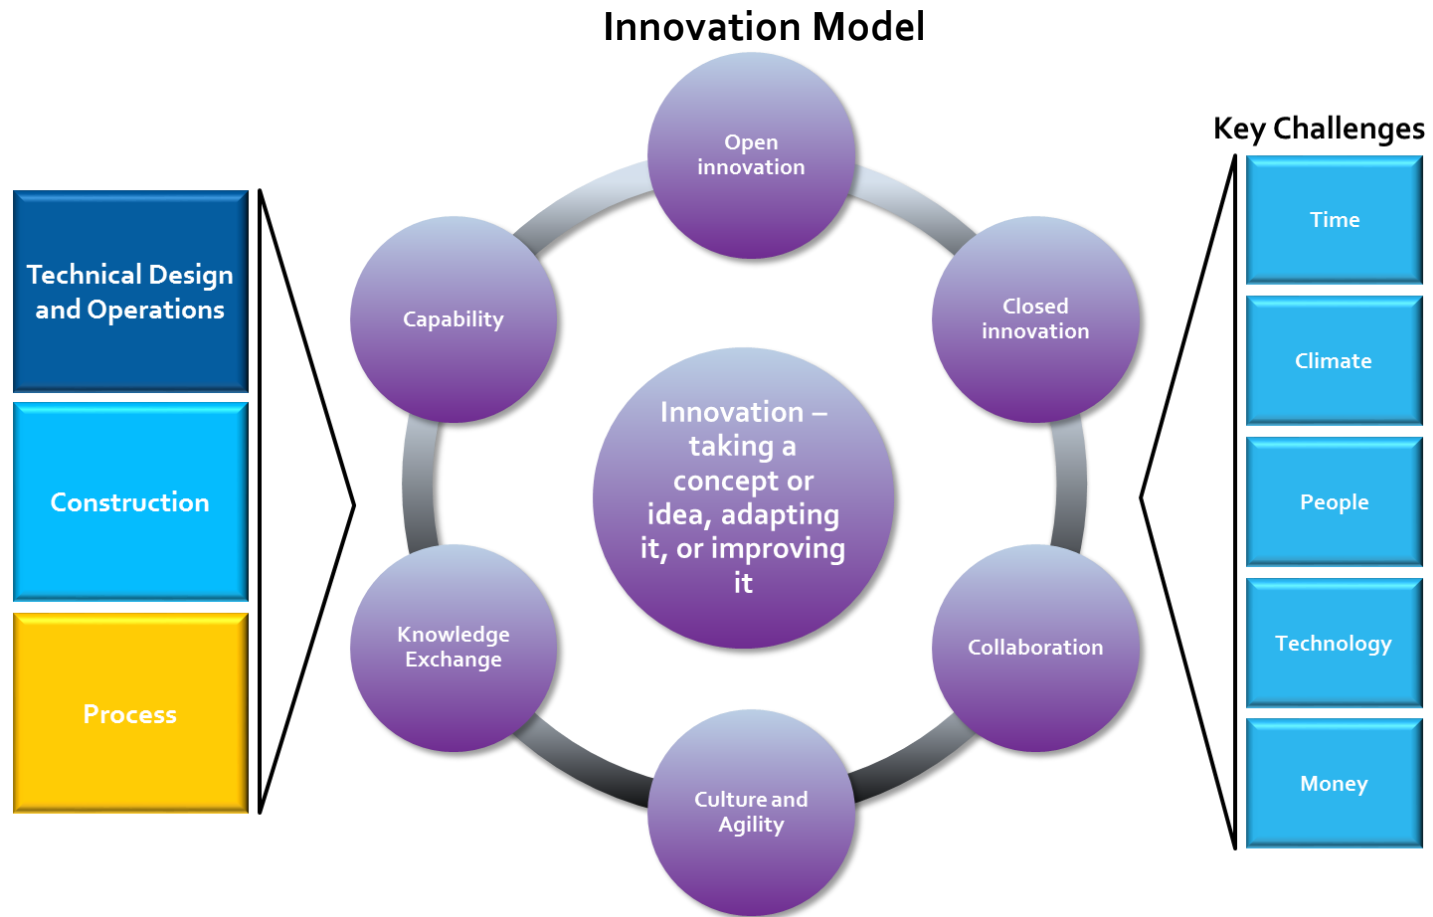 Innovation Model
Technical Design
and Operations
Construction
Process
Open
innovation
Closed
innovation
Collaboration
Culture and
Agility
Knowledge
Exchange
Capability
Innovation –
taking a
concept or
idea, adapting
it, or improving
it
Key Challenges
Time
Climate
People
Technology
Money